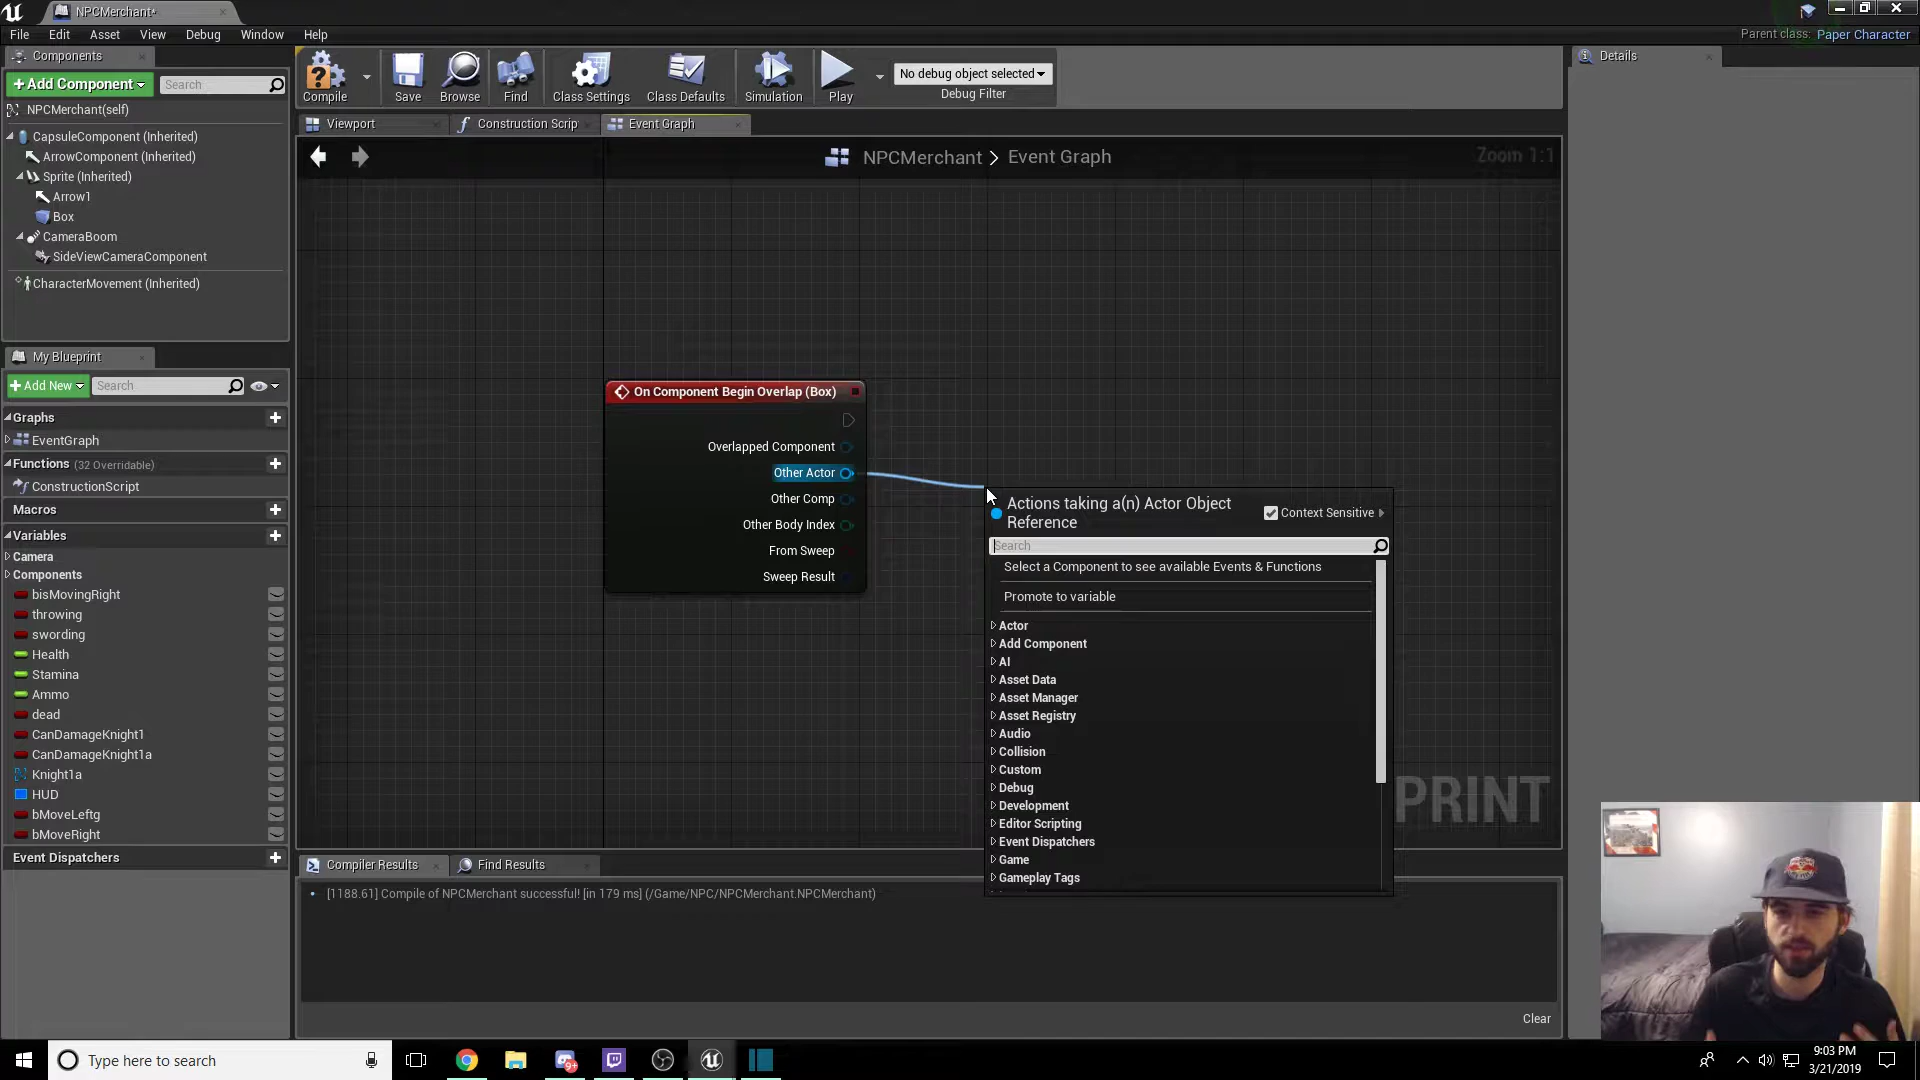 NPCMerchant*
File Edit Asset View Debug Window Help
Parent class: Paper Character
Components
Details
+Add Component
Search
Compile
Save
Browse
Find
Class Settings
Class Defaults
Simulation
Play
No debug object selected
Debug Filter
NPCMerchant(self)
Viewport
Construction Scrip
Event Graph
CapsuleComponent (Inherited)
ArrowComponent (Inherited)
Sprite (Inherited)
Arrow1
Box
CameraBoom
SideViewCameraComponent
CharacterMovement (Inherited)
NPCMerchant > Event Graph
Zoom 1:1
My Blueprint
+Add New
Search
Graphs
EventGraph
Functions (32 Overridable)
ConstructionScript
Macros
Variables
Camera
Components
bisMovingRight
throwing
swording
Health
Stamina
Ammo
dead
CanDamageKnight1
CanDamageKnight1a
Knight1a
HUD
bMoveLeftg
bMoveRight
Event Dispatchers
On Component Begin Overlap (Box)
Overlapped Component
Other Actor
Other Comp
Other Body Index
From Sweep
Sweep Result
Actions taking a(n) Actor Object
Reference
Context Sensitive
Search
Select a Component to see available Events & Functions
Promote to variable
Actor
Add Component
AI
Asset Data
Asset Manager
Asset Registry
Audio
Collision
Custom
Debug
Development
Editor Scripting
Event Dispatchers
Game
Gameplay Tags
PRINT
Compiler Results
Find Results
[1188.61] Compile of NPCMerchant successful! [in 179 ms] (/Game/NPC/NPCMerchant.NPCMerchant)
Clear
Type here to search
9+
9:03 PM
3/21/2019